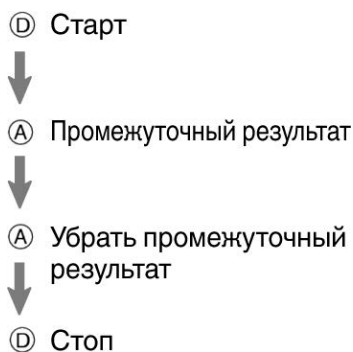 Ⓓ Старт
Ⓐ Промежуточный результат
Ⓐ Убрать промежуточный
результат
Ⓓ Стоп